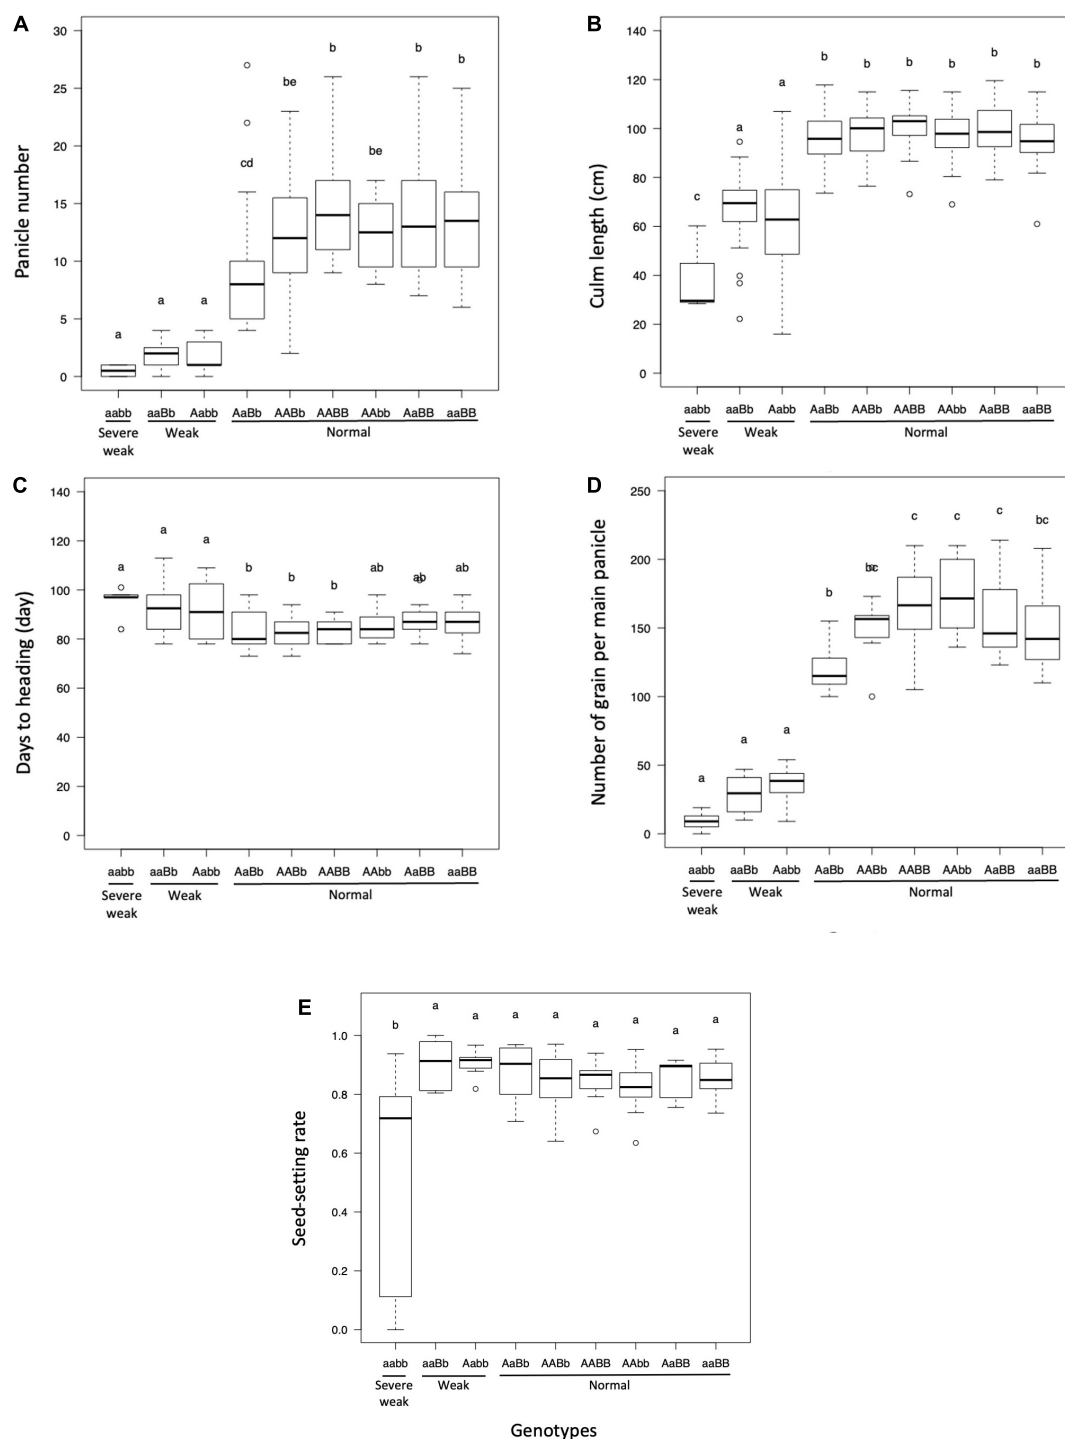 A
Panicle number
30
25
20
15
10
5
0
a
a
a
cd
be
b
be
b
b
aabb aaBb Aabb AaBb AABb AABB AAbb AaBB aaBB
Severe weak
Weak
Normal
B
Culm length (cm)
140
120
100
80
60
40
20
0
c
a
a
b
b
b
b
b
b
aabb aaBb Aabb AaBb AABb AABB AAbb AaBB aaBB
Severe weak
Weak
Normal
C
Days to heading (day)
140
120
100
80
60
40
20
0
a
a
a
b
b
b
ab
ab
ab
aabb aaBb Aabb AaBb AABb AABB AAbb AaBB aaBB
Severe weak
Weak
Normal
D
Number of grain per main panicle
250
200
150
100
50
0
a
a
a
b
bc
c
c
c
bc
aabb aaBb Aabb AaBb AABb AABB AAbb AaBB aaBB
Severe weak
Weak
Normal
E
Seed-setting rate
1.0
0.8
0.6
0.4
0.2
0.0
b
a
a
a
a
a
a
a
a
aabb aaBb Aabb AaBb AABb AABB AAbb AaBB aaBB
Severe weak
Weak
Normal
Genotypes